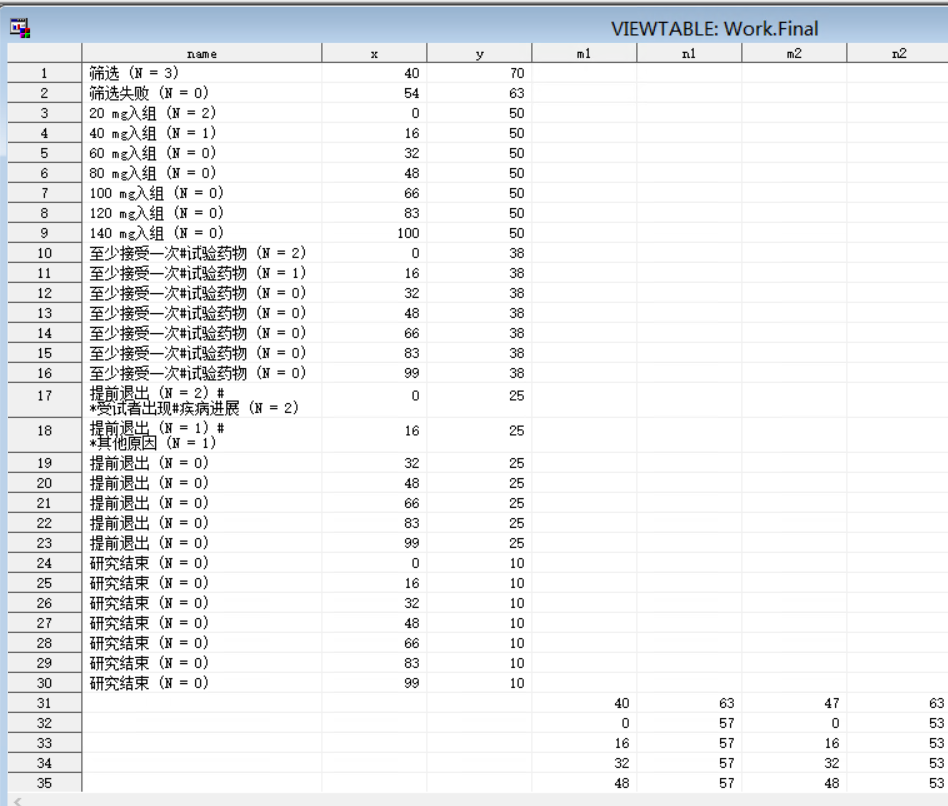 VIEWTABLE: Work.Final
name x y m1 n1 m2 n2
1 筛选 (N = 3) 40 70
2 筛选失败 (N = 0) 54 63
3 20 mg入组 (N = 2) 0 50
4 40 mg入组 (N = 1) 16 50
5 60 mg入组 (N = 0) 32 50
6 80 mg入组 (N = 0) 48 50
7 100 mg入组 (N = 0) 66 50
8 120 mg入组 (N = 0) 83 50
9 140 mg入组 (N = 0) 100 50
10 至少接受一次#试验药物 (N = 2) 0 38
11 至少接受一次#试验药物 (N = 1) 16 38
12 至少接受一次#试验药物 (N = 0) 32 38
13 至少接受一次#试验药物 (N = 0) 48 38
14 至少接受一次#试验药物 (N = 0) 66 38
15 至少接受一次#试验药物 (N = 0) 83 38
16 至少接受一次#试验药物 (N = 0) 99 38
17 提前退出 (N = 2) # 0 25
*受试者出现#疾病进展 (N = 2)
18 提前退出 (N = 1) # 16 25
*其他原因 (N = 1)
19 提前退出 (N = 0) 32 25
20 提前退出 (N = 0) 48 25
21 提前退出 (N = 0) 66 25
22 提前退出 (N = 0) 83 25
23 提前退出 (N = 0) 99 25
24 研究结束 (N = 0) 0 10
25 研究结束 (N = 0) 16 10
26 研究结束 (N = 0) 32 10
27 研究结束 (N = 0) 48 10
28 研究结束 (N = 0) 66 10
29 研究结束 (N = 0) 83 10
30 研究结束 (N = 0) 99 10
31 40 63 47 63
32 0 57 0 53
33 16 57 16 53
34 32 57 32 53
35 48 57 48 53